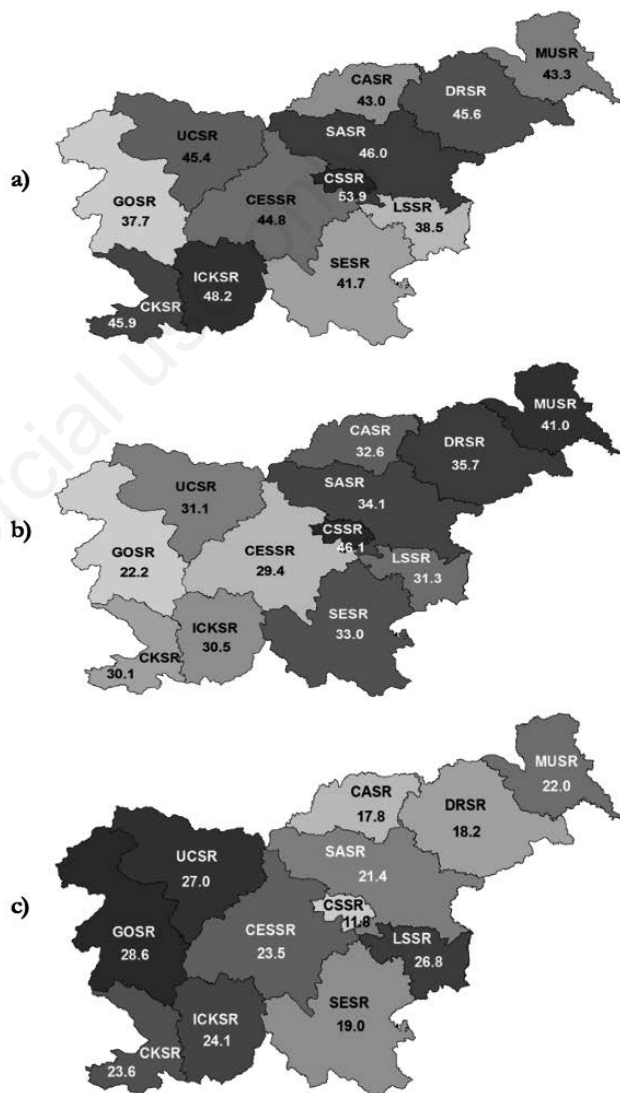 MUSR
43.3
CASR
43.0
DRSR
45.6
UCSR
45.4
SASR
46.0
a)
CSSR
53.9
GOSR
37.7
CESSR
44.8
LSSR
38.5
ICKSR
48.2
SESR
41.7
CKSR
45.9
MUSR
41.0
CASR
32.6
DRSR
35.7
UCSR
31.1
SASR
34.1
b)
CSSR
46.1
GOSR
22.2
CESSR
29.4
LSSR
31.3
ICKSR
30.5
SESR
33.0
CKSR
30.1
MUSR
22.0
CASR
17.8
DRSR
18.2
UCSR
27.0
SASR
21.4
c)
CSSR
11.8
GOSR
28.6
CESSR
23.5
LSSR
26.8
ICKSR
24.1
SESR
19.0
CKSR
23.6